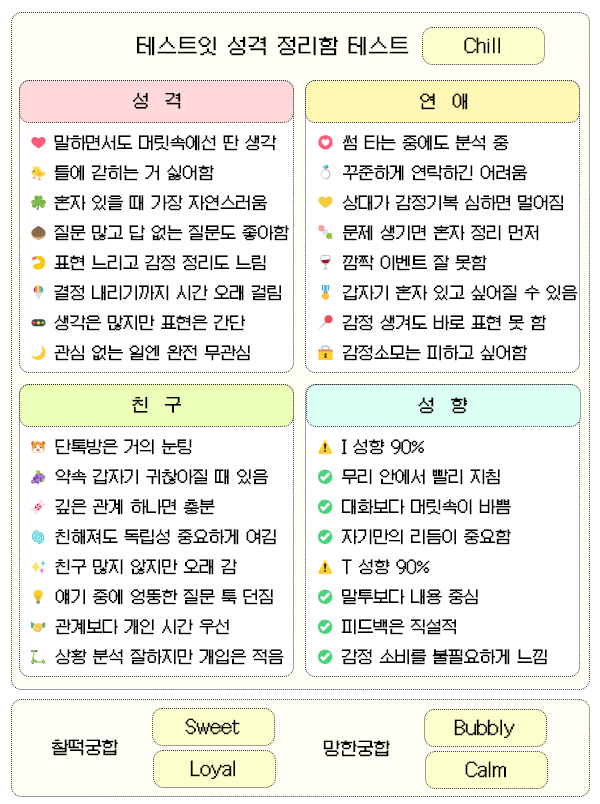 테스트잇 성격 정리함 테스트 Chill
성 격
말하면서도 머릿속에선 딴 생각
틀에 갇히는 거 싫어함
혼자 있을 때 가장 자연스러움
질문 많고 답 없는 질문도 좋아함
표현 느리고 감정 정리도 느림
결정 내리기까지 시간 오래 걸림
생각은 많지만 표현은 간단
관심 없는 일엔 완전 무관심
연 애
썸 타는 중에도 분석 중
꾸준하게 연락하긴 어려움
상대가 감정기복 심하면 멀어짐
문제 생기면 혼자 정리 먼저
깜짝 이벤트 잘 못함
갑자기 혼자 있고 싶어질 수 있음
감정 생겨도 바로 표현 못 함
감정소모는 피하고 싶어함
친 구
단톡방은 거의 눈팅
약속 갑자기 귀찮아질 때 있음
깊은 관계 하나면 충분
친해져도 독립성 중요하게 여김
친구 많지 않지만 오래 감
얘기 중에 엉뚱한 질문 툭 던짐
관계보다 개인 시간 우선
상황 분석 잘하지만 개입은 적음
성 향
I 성향 90%
무리 안에서 빨리 지침
대화보다 머릿속이 바쁨
자기만의 리듬이 중요함
T 성향 90%
말투보다 내용 중심
피드백은 직설적
감정 소비를 불필요하게 느낌
찰떡궁합
Sweet
Loyal
망한궁합
Bubbly
Calm